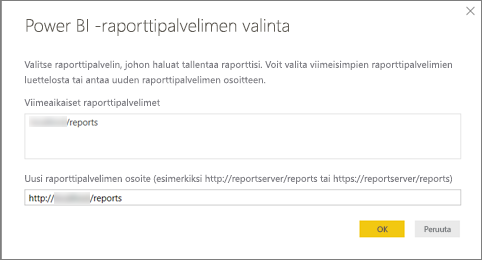 Power BI -raporttipalvelimen valinta
Valitse raporttipalvelin, johon haluat tallentaa raporttisi. Voit valita viimeisimpien raporttipalvelimien
luettelosta tai antaa uuden raporttipalvelimen osoitteen.
Viimeaikaiset raporttipalvelimet
/reports
Uusi raporttipalvelimen osoite (esimerkiksi http://reportserver/reports tai https://reportserver/reports)
http:// /reports
OK
Peruuta